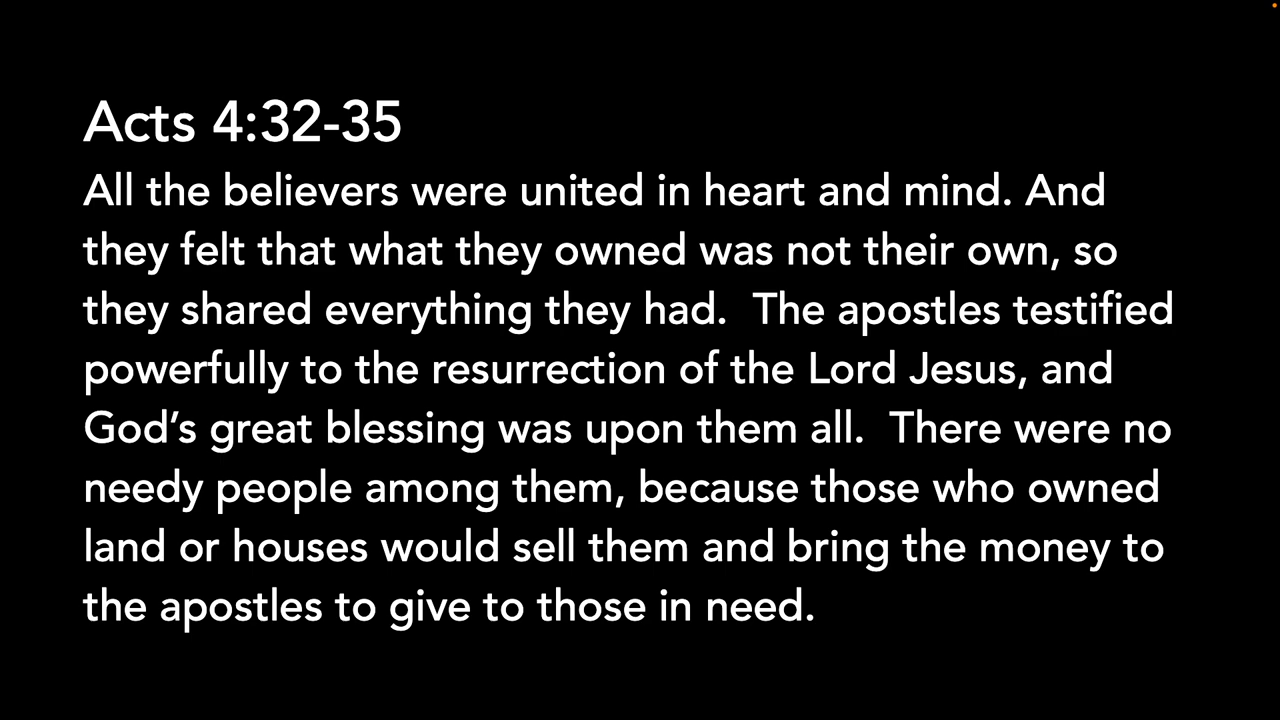 Acts 4:32-35
All the believers were united in heart and mind. And
they felt that what they owned was not their own, so
they shared everything they had.  The apostles testified
powerfully to the resurrection of the Lord Jesus, and
God’s great blessing was upon them all.  There were no
needy people among them, because those who owned
land or houses would sell them and bring the money to
the apostles to give to those in need.